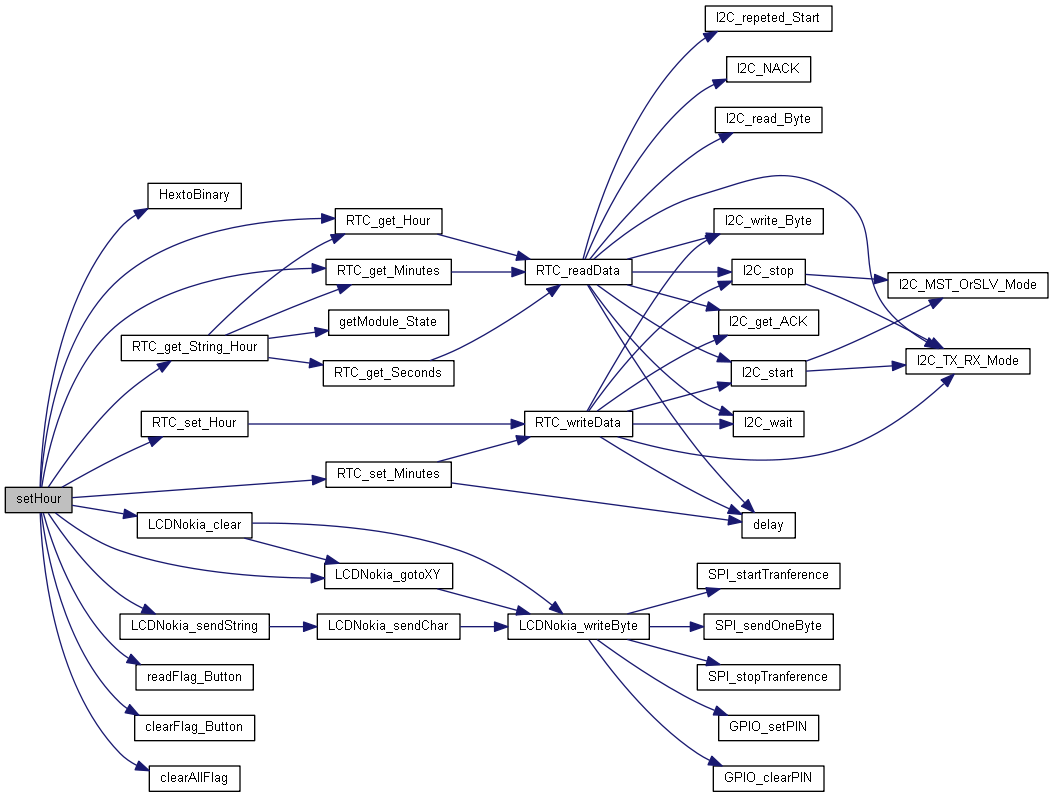 I2C_repeted_Start
I2C_NACK
I2C_read_Byte
HextoBinary
RTC_get_Hour
I2C_write_Byte
RTC_get_Minutes
RTC_readData
I2C_stop
I2C_MST_OrSLV_Mode
getModule_State
I2C_get_ACK
RTC_get_String_Hour
I2C_TX_RX_Mode
RTC_get_Seconds
I2C_start
RTC_set_Hour
RTC_writeData
I2C_wait
RTC_set_Minutes
setHour
LCDNokia_clear
delay
LCDNokia_gotoXY
SPI_startTranference
LCDNokia_sendString
LCDNokia_sendChar
LCDNokia_writeByte
SPI_sendOneByte
readFlag_Button
SPI_stopTranference
clearFlag_Button
GPIO_setPIN
clearAllFlag
GPIO_clearPIN